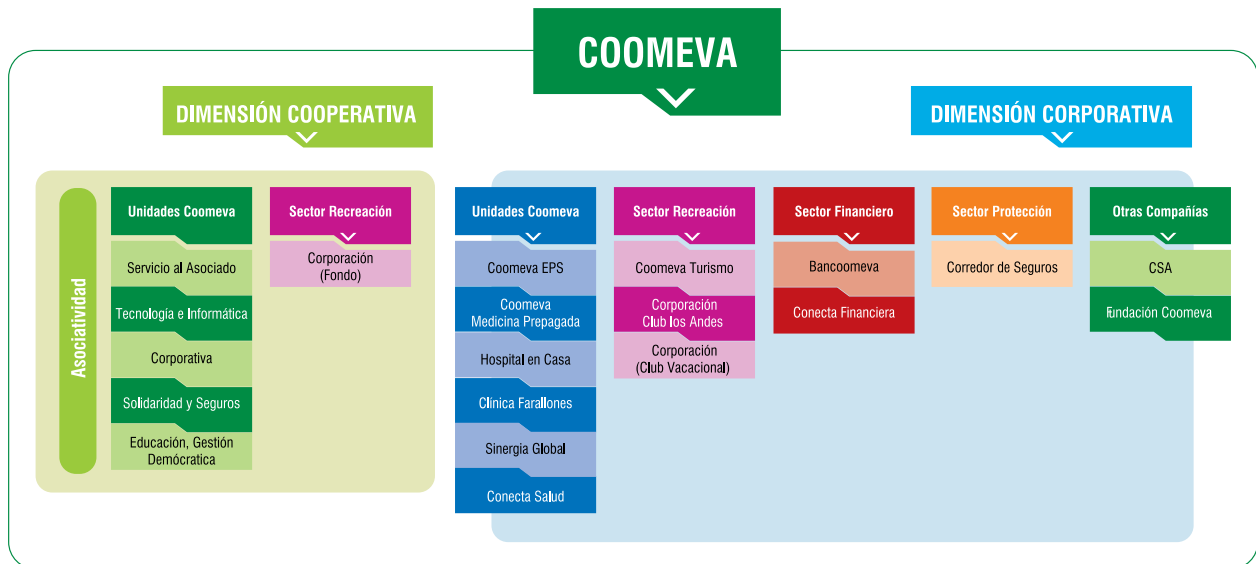 COOMEVA
DIMENSIÓN COOPERATIVA
DIMENSIÓN CORPORATIVA
Asociatividad
Unidades Coomeva
Servicio al Asociado
Tecnología e Informática
Corporativa
Solidaridad y Seguros
Educación, Gestión
Demócratica
Sector Recreación
Corporación
(Fondo)
Unidades Coomeva
Coomeva EPS
Coomeva
Medicina Prepagada
Hospital en Casa
Clínica Farallones
Sinergia Global
Conecta Salud
Sector Recreación
Coomeva Turismo
Corporación
Club los Andes
Corporación
(Club Vacacional)
Sector Financiero
Bancoomeva
Conecta Financiera
Sector Protección
Corredor de Seguros
Otras Compañías
CSA
Fundación Coomeva